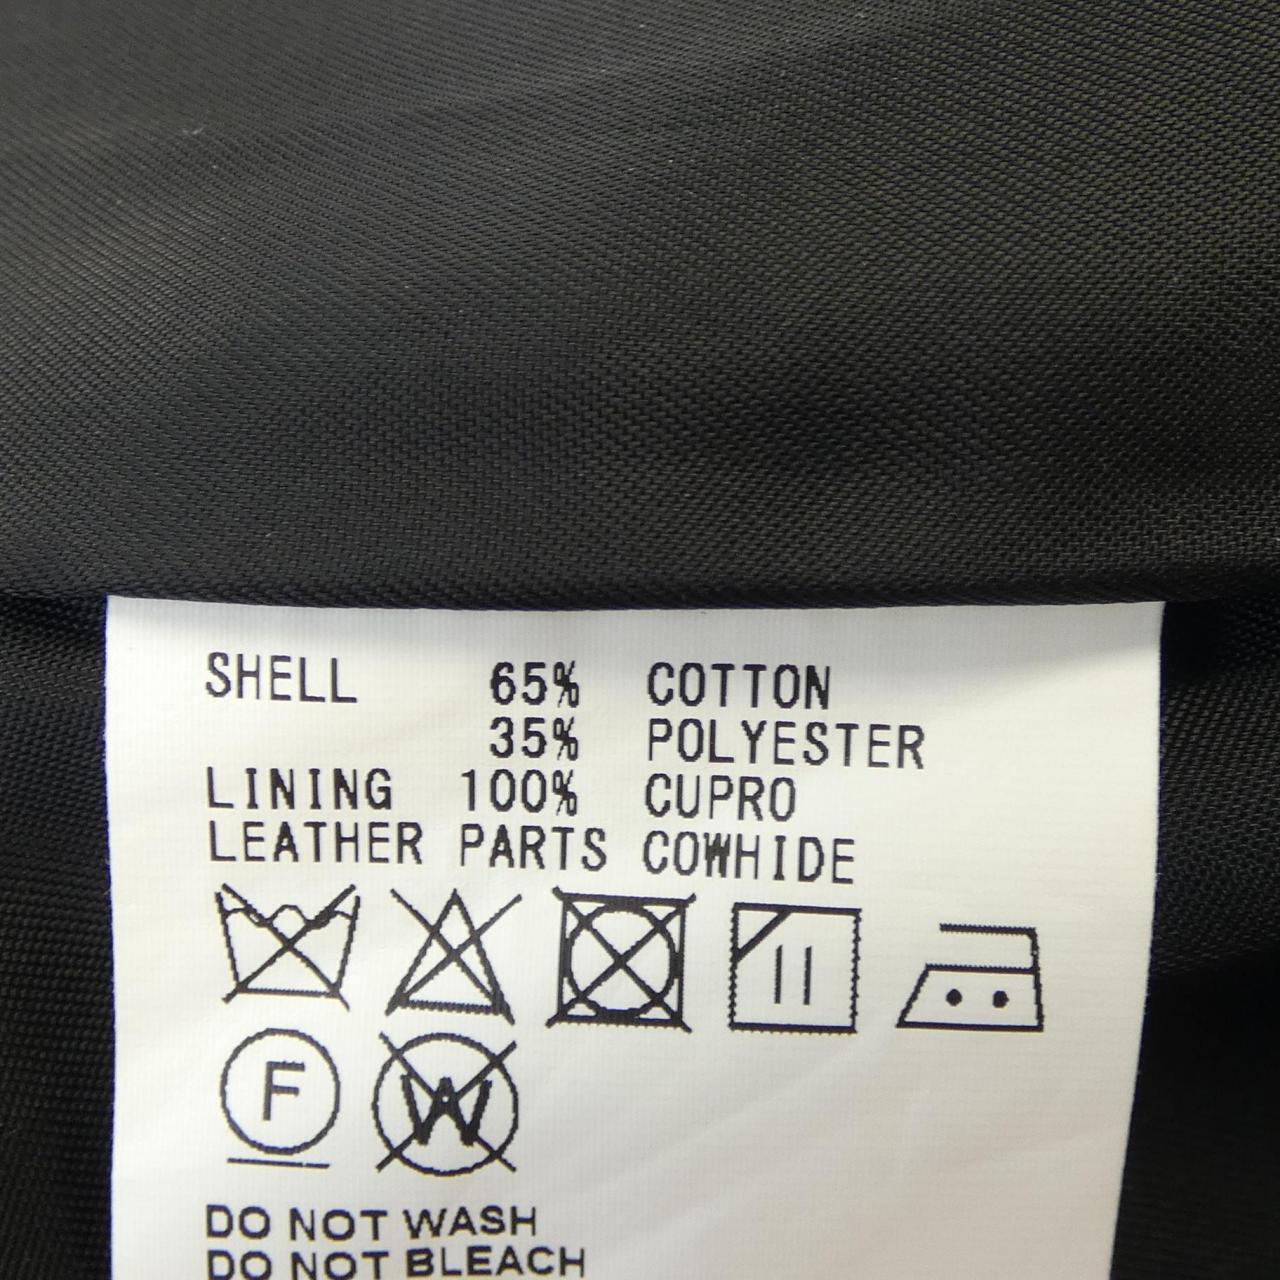 SHELL 65% COTTON
35% POLYESTER
LINING 100% CUPRO
LEATHER PARTS COWHIDE
F W
DO NOT WASH
DO NOT BLEACH